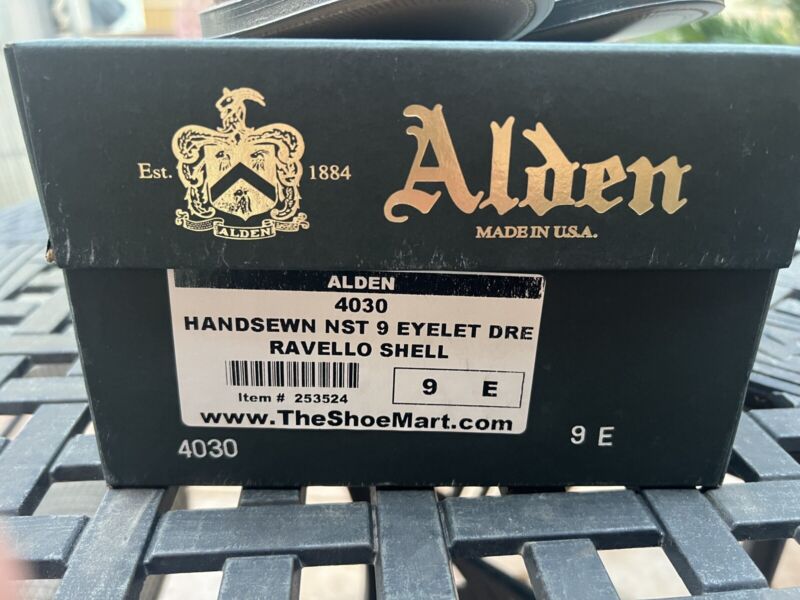 Est. 1884
ALDEN
Alden
MADE IN U.S.A.
ALDEN
4030
HANDSEWN NST 9 EYELET DRE
RAVELLO SHELL
Item # 253524
9 E
www.TheShoeMart.com
4030
9 E